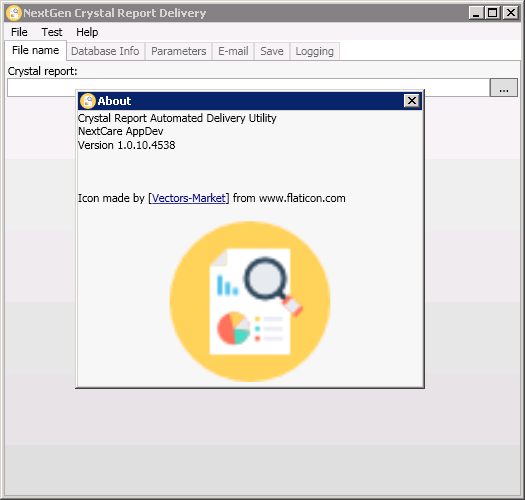 NextGen Crystal Report Delivery
File Test Help
File name Database Info Parameters E-mail Save Logging
Crystal report:
...
About
Crystal Report Automated Delivery Utility
NextCare AppDev
Version 1.0.10.4538
Icon made by [Vectors-Market] from www.flaticon.com